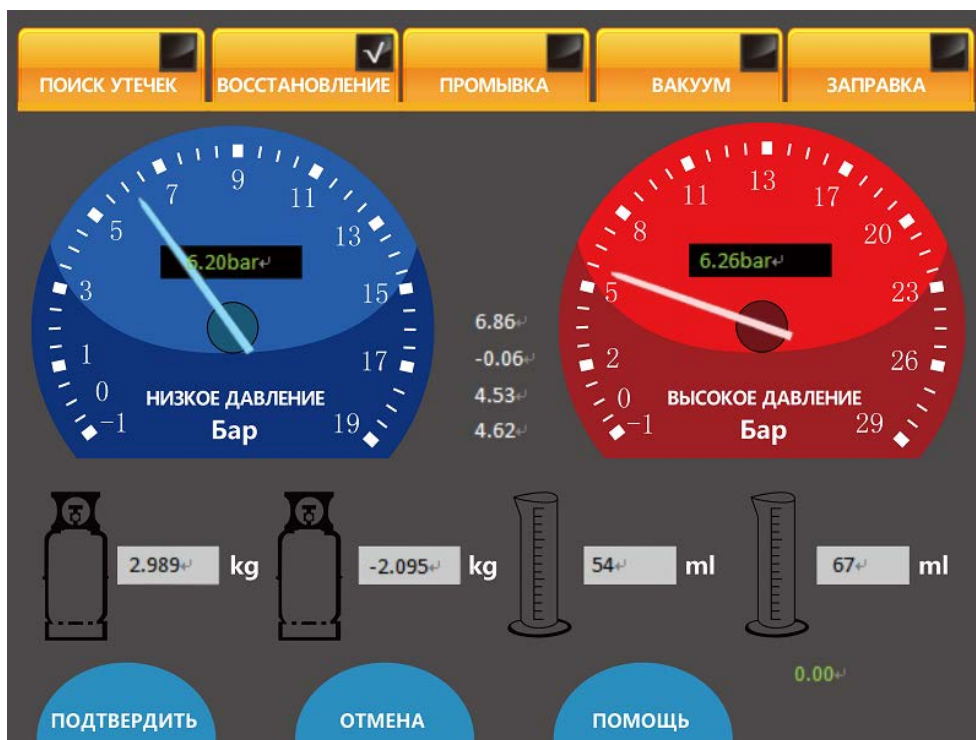 ПОИСК УТЕЧЕК
ВОССТАНОВЛЕНИЕ
ПРОМЫВКА
ВАКУУМ
ЗАПРАВКА
-1
0
1
3
5
7
9
11
13
15
17
19
6.20bar↵
НИЗКОЕ ДАВЛЕНИЕ
Бар
6.86↵
-0.06↵
4.53↵
4.62↵
-1
0
2
5
8
11
13
17
20
23
26
29
6.26bar↵
ВЫСОКОЕ ДАВЛЕНИЕ
Бар
2.989↵ kg
-2.095↵ kg
54↵ ml
67↵ ml
0.00↵
ПОДТВЕРДИТЬ
ОТМЕНА
ПОМОЩЬ